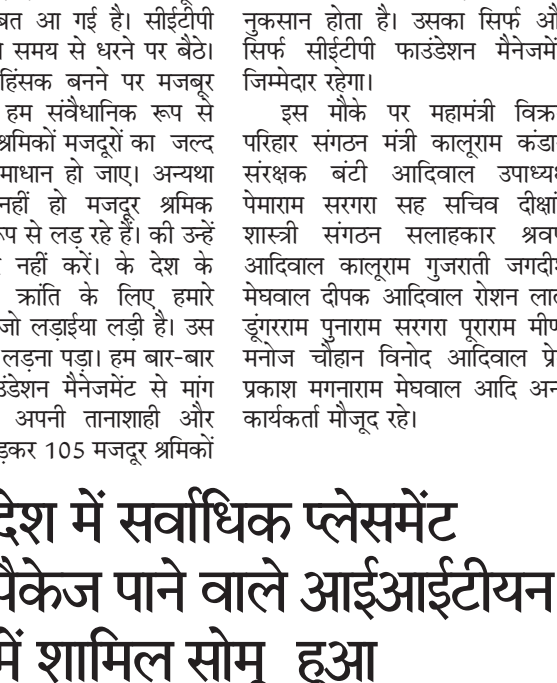 बत आ गई है। सीईटीपी
समय से धरने पर बैठे।
हिंसक बनने पर मजबूर
हम संवैधानिक रूप से
श्रमिकों मजदूरों का जल्द
माधान हो जाए। अन्यथा
नहीं हो मजदूर श्रमिक
से लड़ रहे हैं। की उन्हें
नहीं करें। के देश के
क्रांति के लिए हमारे
जो लड़ाईया लड़ी है। उस
लड़ना पड़ा। हम बार-बार
उंडेशन मैनेजमेंट से मांग
अपनी तानाशाही और
ड़कर 105 मजदूर श्रमिकों
नुकसान होता है। उसका सिर्फ औ
सिर्फ सीईटीपी फाउंडेशन मैनेजमें
जिम्मेदार रहेगा।
इस मौके पर महामंत्री विक्र
परिहार संगठन मंत्री कालूराम कंडा
संरक्षक बंटी आदिवाल उपाध्यक्ष
पेमाराम सरगरा सह सचिव दीक्षां
शास्त्री संगठन सलाहकार श्रव
आदिवाल कालूराम गुजराती जगदी
मेघवाल दीपक आदिवाल रोशन लाल
डूंगरराम पुनाराम सरगरा पूराराम मीण
मनोज चौहान विनोद आदिवाल प्रे
प्रकाश मगनाराम मेघवाल आदि अन
कार्यकर्ता मौजूद रहे।
देश में सर्वाधिक प्लेसमेंट
पैकेज पाने वाले आईआईटीयन
में शामिल सोमू हुआ